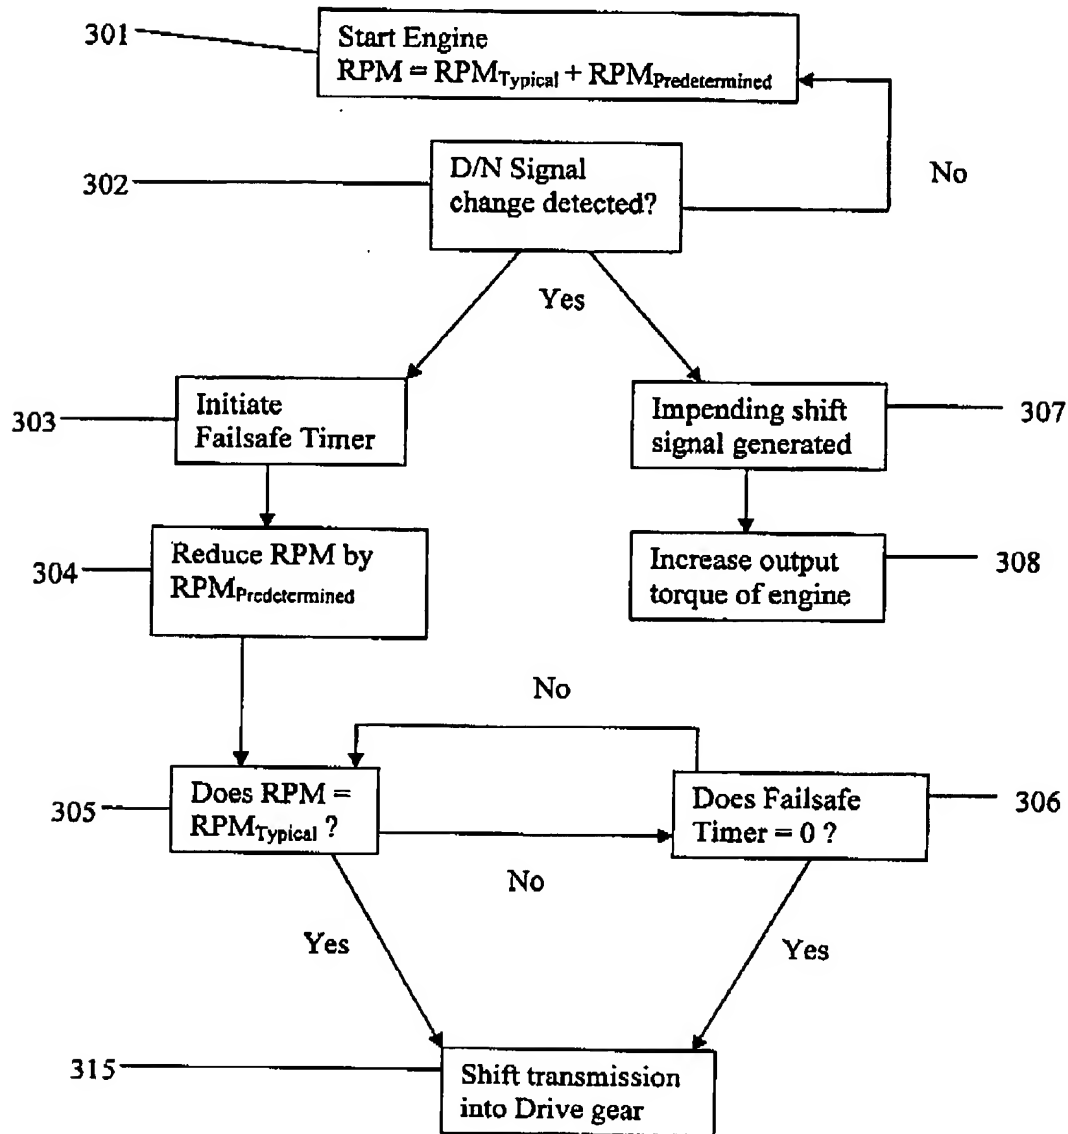 301
Start Engine
RPM = RPMTypical + RPMPredetermined
302
D/N Signal
change detected?
No
Yes
303
Initiate
Failsafe Timer
Impending shift
signal generated
307
304
Reduce RPM by
RPMPredetermined
Increase output
torque of engine
308
No
305
Does RPM =
RPMTypical ?
Does Failsafe
Timer = 0 ?
306
No
Yes
Yes
315
Shift transmission
into Drive gear